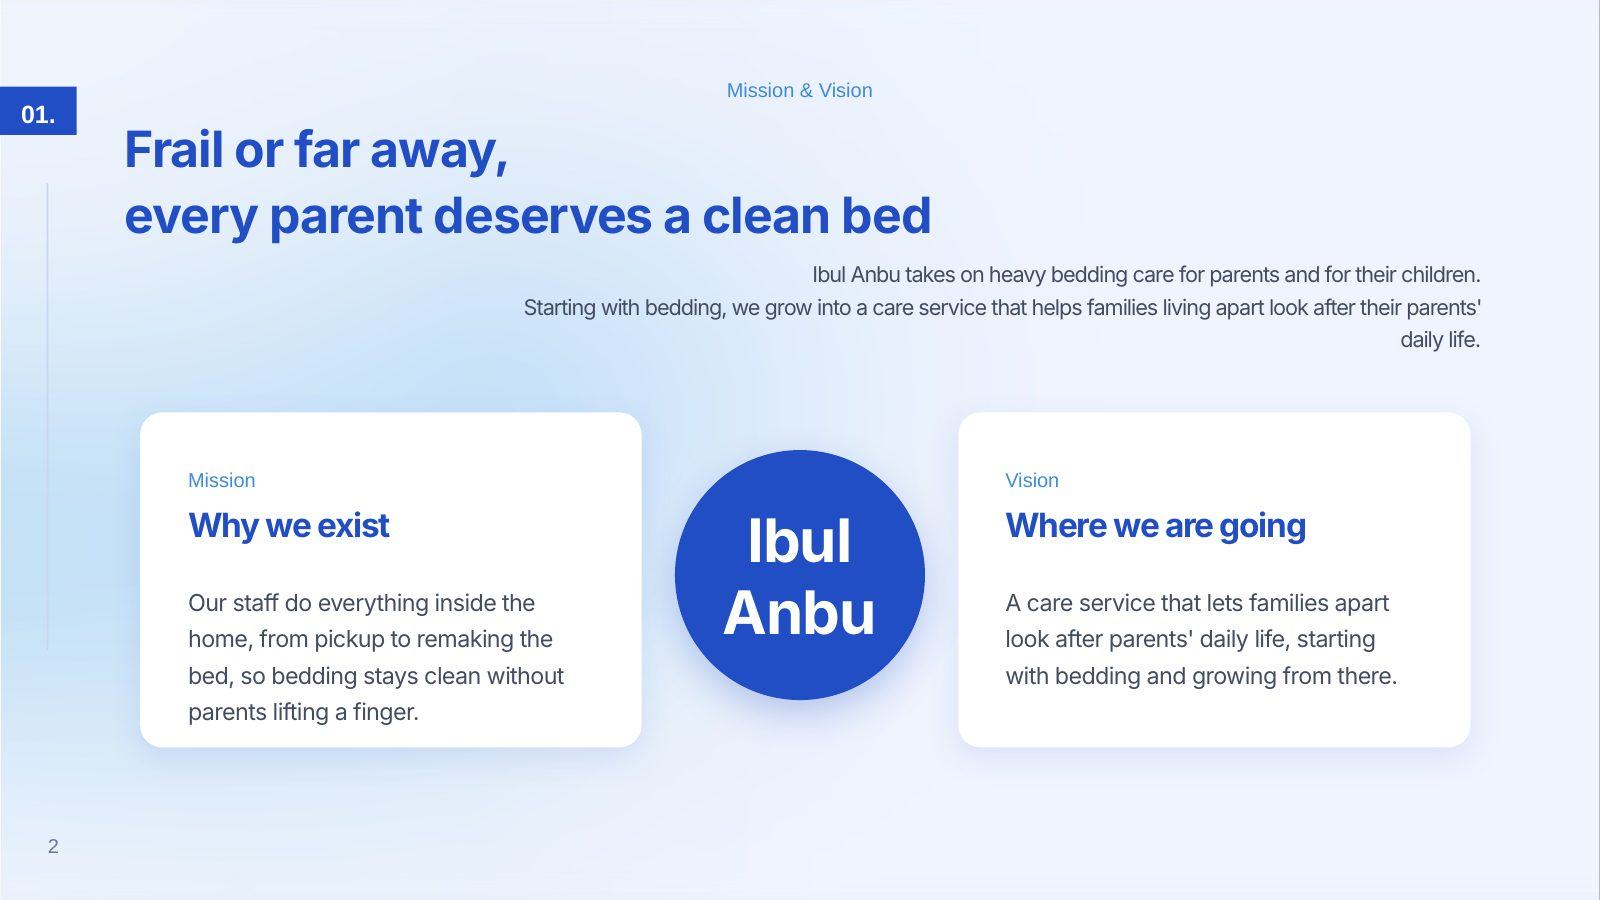 Mission & Vision
01.
Frail or far away,
every parent deserves a clean bed
Ibul Anbu takes on heavy bedding care for parents and for their children.
Starting with bedding, we grow into a care service that helps families living apart look after their parents'
daily life.
Mission
Why we exist
Our staff do everything inside the
home, from pickup to remaking the
bed, so bedding stays clean without
parents lifting a finger.
Ibul
Anbu
Vision
Where we are going
A care service that lets families apart
look after parents' daily life, starting
with bedding and growing from there.
2